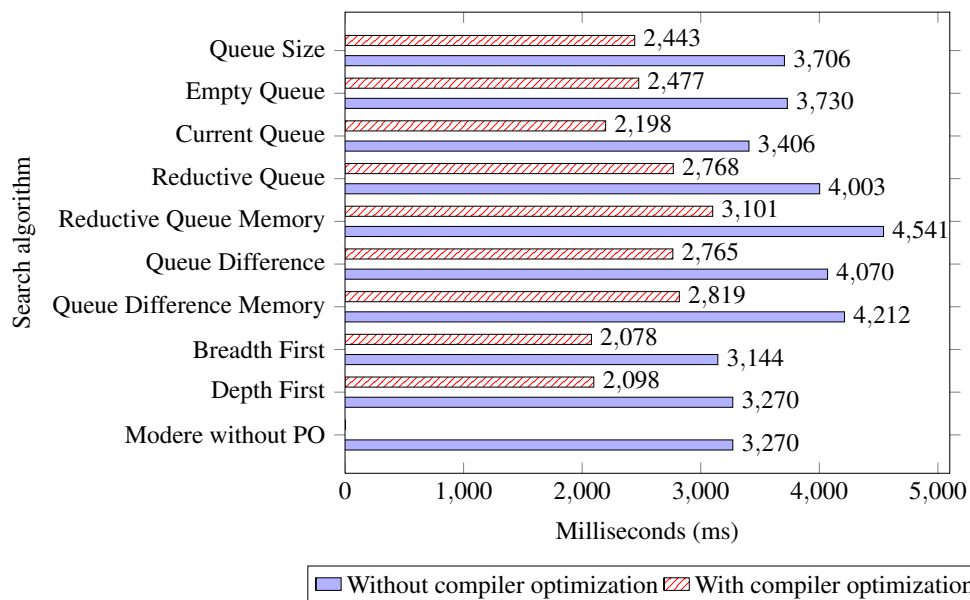 Search algorithm
Queue Size
2,443
3,706
Empty Queue
2,477
3,730
Current Queue
2,198
3,406
Reductive Queue
2,768
4,003
Reductive Queue Memory
3,101
4,541
Queue Difference
2,765
4,070
Queue Difference Memory
2,819
4,212
Breadth First
2,078
3,144
Depth First
2,098
3,270
Modere without PO
3,270
0 1,000 2,000 3,000 4,000 5,000
Milliseconds (ms)
Without compiler optimization With compiler optimization